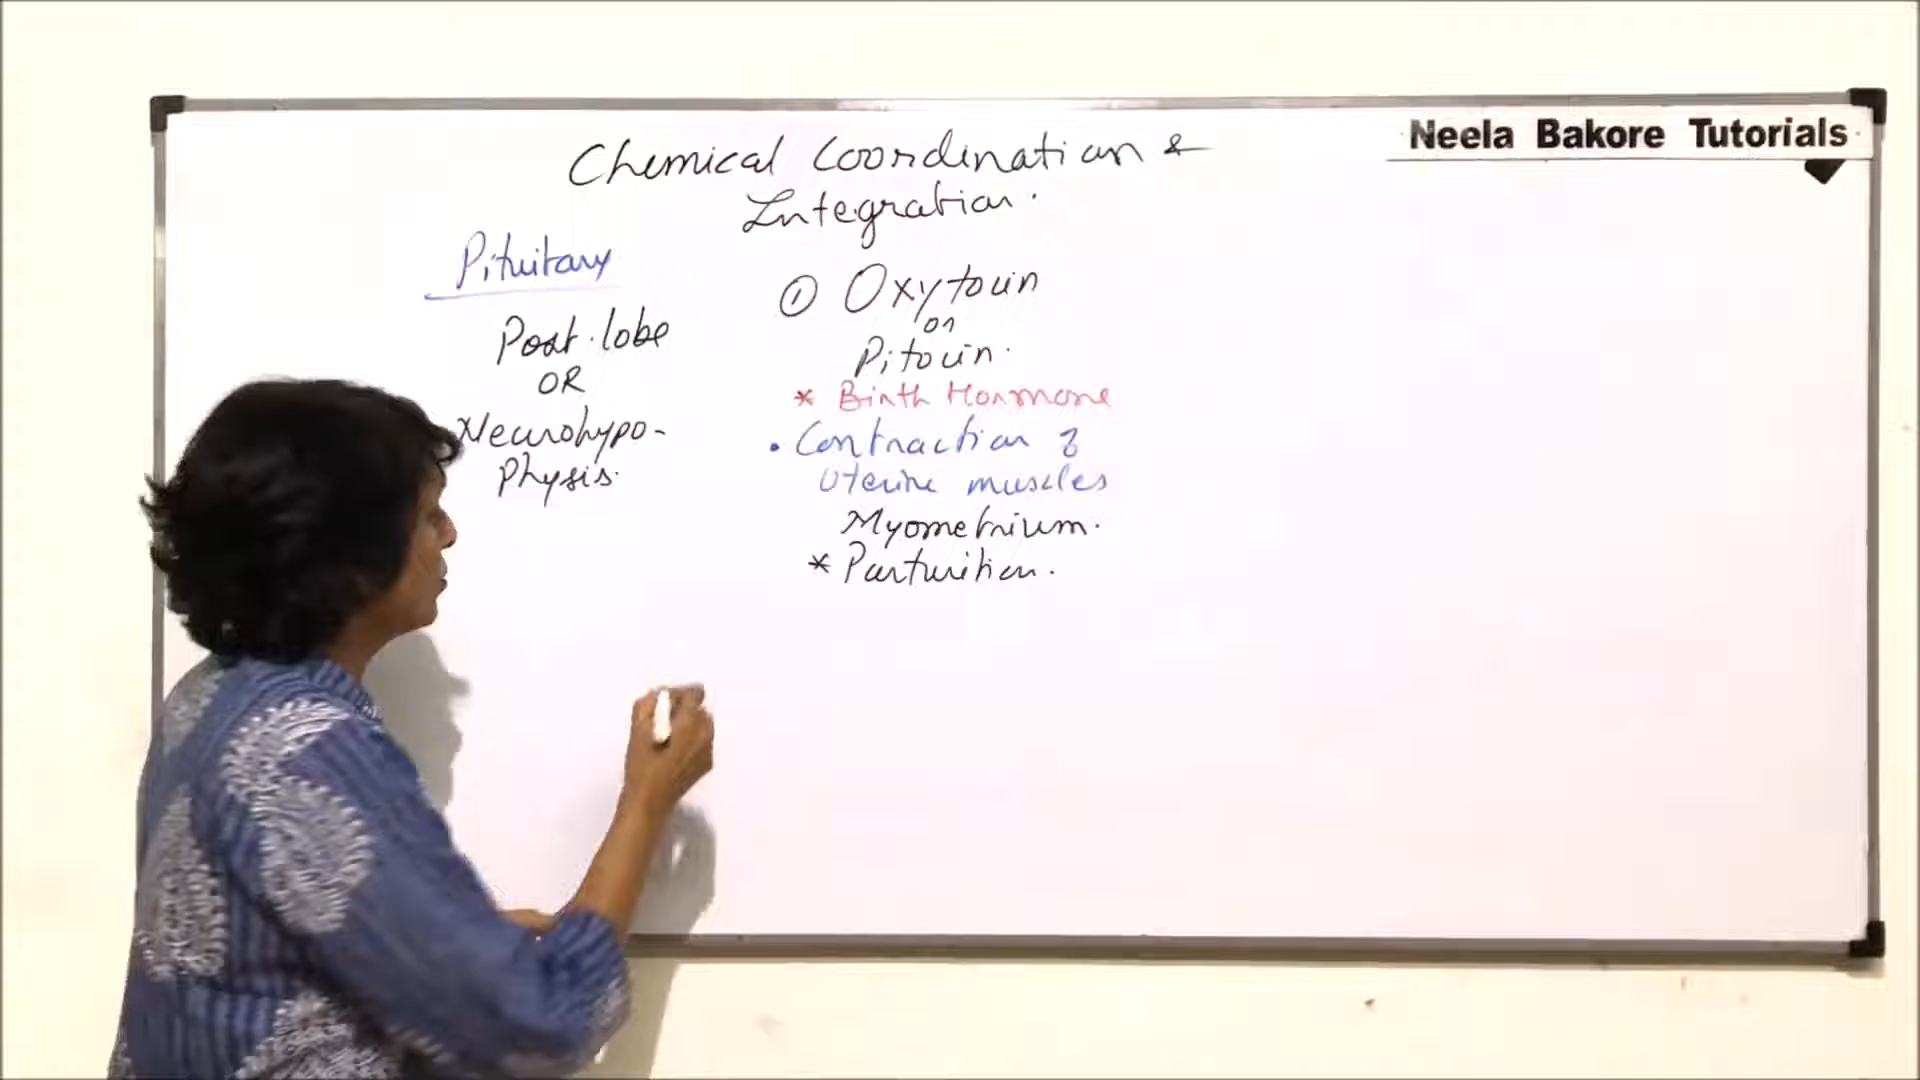 Neela Bakore Tutorials
Chemical Coordination &
Integration.
Pituitary
Post. lobe
OR
Neurohypo-
physis.
① Oxytocin
or
Pitocin.
* Birth Hormone
• Contraction of
Uterine muscles
Myometrium.
* Parturition.